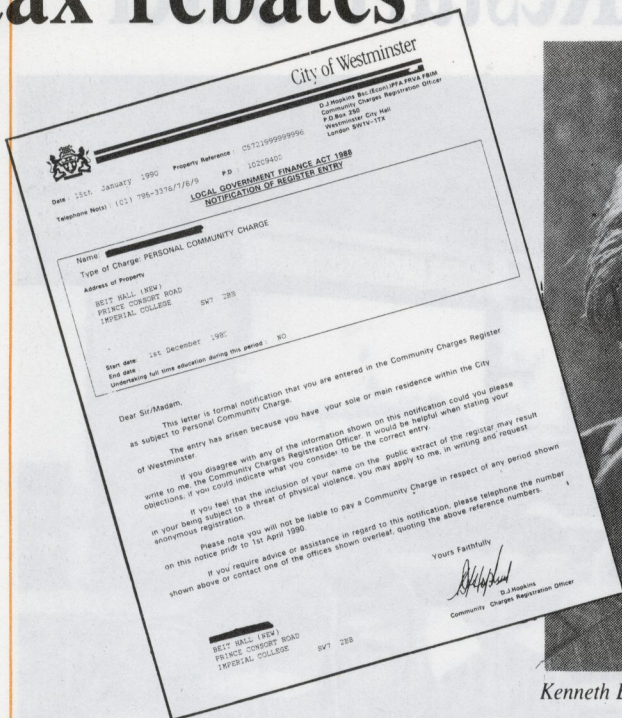 tax rebates
City of Westminster
D.J.Hopkins Bsc.(Econ) IPFA FRVA FBIM
Community Charges Registration Officer
P.O.Box 250
Westminster City Hall
London SW1V-1TX
Date : 15th January 1990 Property Reference : C5721999999996
Telephone No(s) : (01) 798-3376/7/8/9 P.D : 10209400
LOCAL GOVERNMENT FINANCE ACT 1988
NOTIFICATION OF REGISTER ENTRY
Name:
Type of Charge: PERSONAL COMMUNITY CHARGE
Address of Property
BEIT HALL (NEW)
PRINCE CONSORT ROAD
IMPERIAL COLLEGE SW7 2BB
Start date: 1st December
End date
Undertaking full time education during this period : NO
Dear Sir/Madam,
This letter is formal notification that you are entered in the Community Charges Register
as subject to Personal Community Charge.
The entry has arisen because you have your sole or main residence within the City
of Westminster.
If you disagree with any of the information shown on this notification could you please
write to me, the Community Charges Registration Officer. It would be helpful when stating your
objections, if you could indicate what you consider to be the correct entry.
If you feel that the inclusion of your name on the public extract of the register may result
in your being subject to a threat of physical violence, you may apply to me, in writing and request
anonymous registration.
Please note you will not be liable to pay a Community Charge in respect of any period shown
on this notice pridr to 1st April 1990.
If you require advice or assistance in regard to this notification, please telephone the number
shown above or contact one of the offices shown overleaf, quoting the above reference numbers.
Yours Faithfully
D.J.Hopkins
Community Charges Registration Officer
BEIT HALL (NEW)
PRINCE CONSORT ROAD
IMPERIAL COLLEGE SW7 2BB
Kenneth